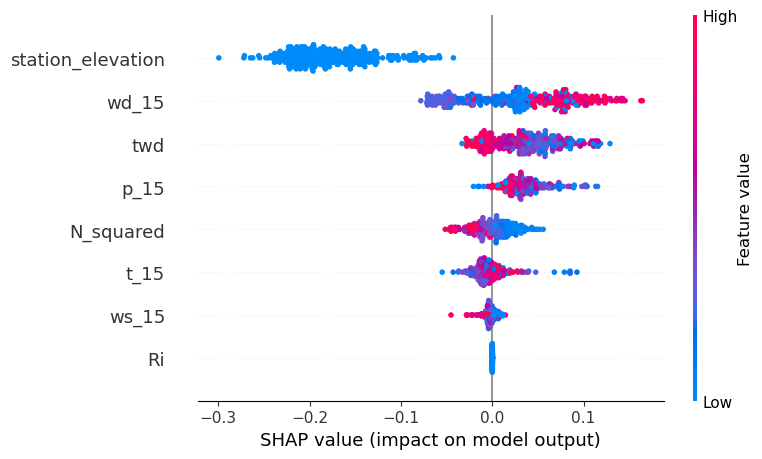 High
station_elevation
wd_15
twd
p_15
N_squared
t_15
ws_15
Ri
Feature value
Low
−0.3 −0.2 −0.1 0.0 0.1
SHAP value (impact on model output)